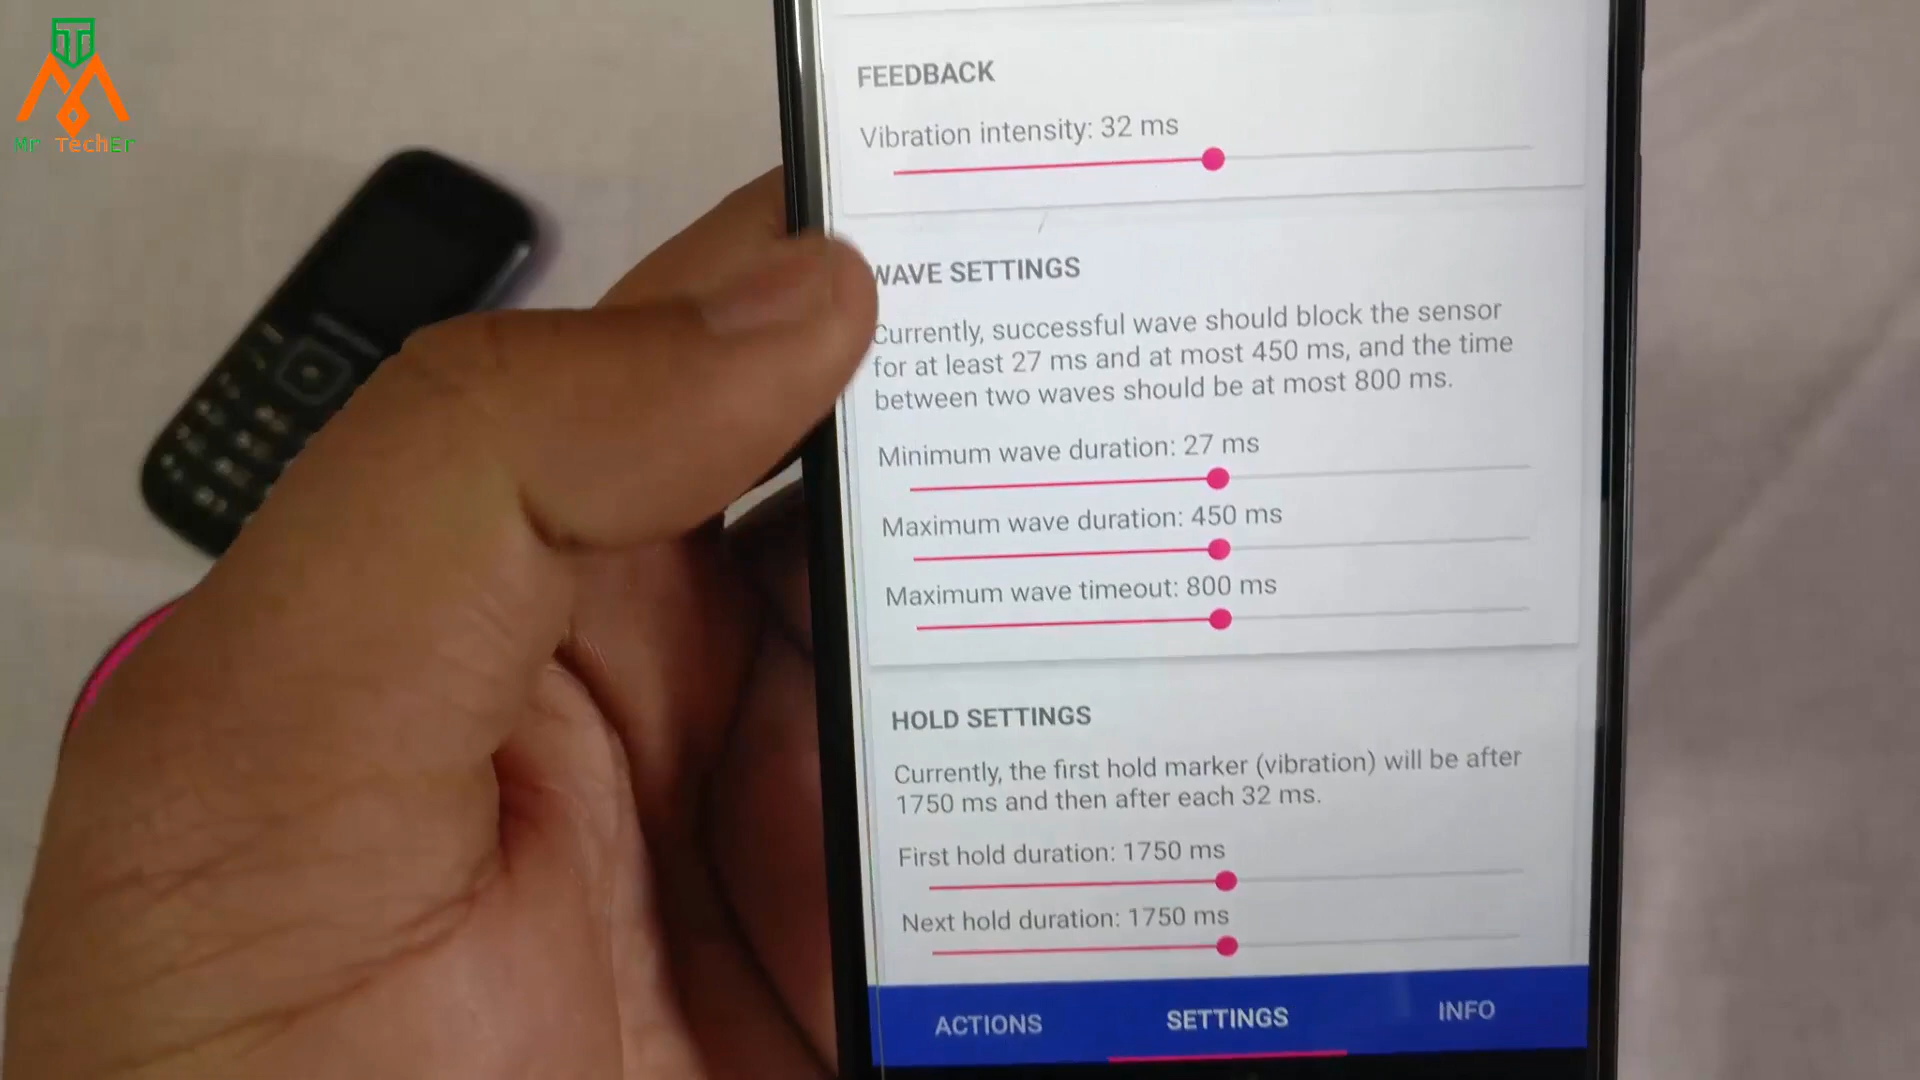 Mr TechEr
FEEDBACK
Vibration intensity: 32 ms
WAVE SETTINGS
Currently, successful wave should block the sensor
for at least 27 ms and at most 450 ms, and the time
between two waves should be at most 800 ms.
Minimum wave duration: 27 ms
Maximum wave duration: 450 ms
Maximum wave timeout: 800 ms
HOLD SETTINGS
Currently, the first hold marker (vibration) will be after
1750 ms and then after each 32 ms.
First hold duration: 1750 ms
Next hold duration: 1750 ms
ACTIONS
SETTINGS
INFO